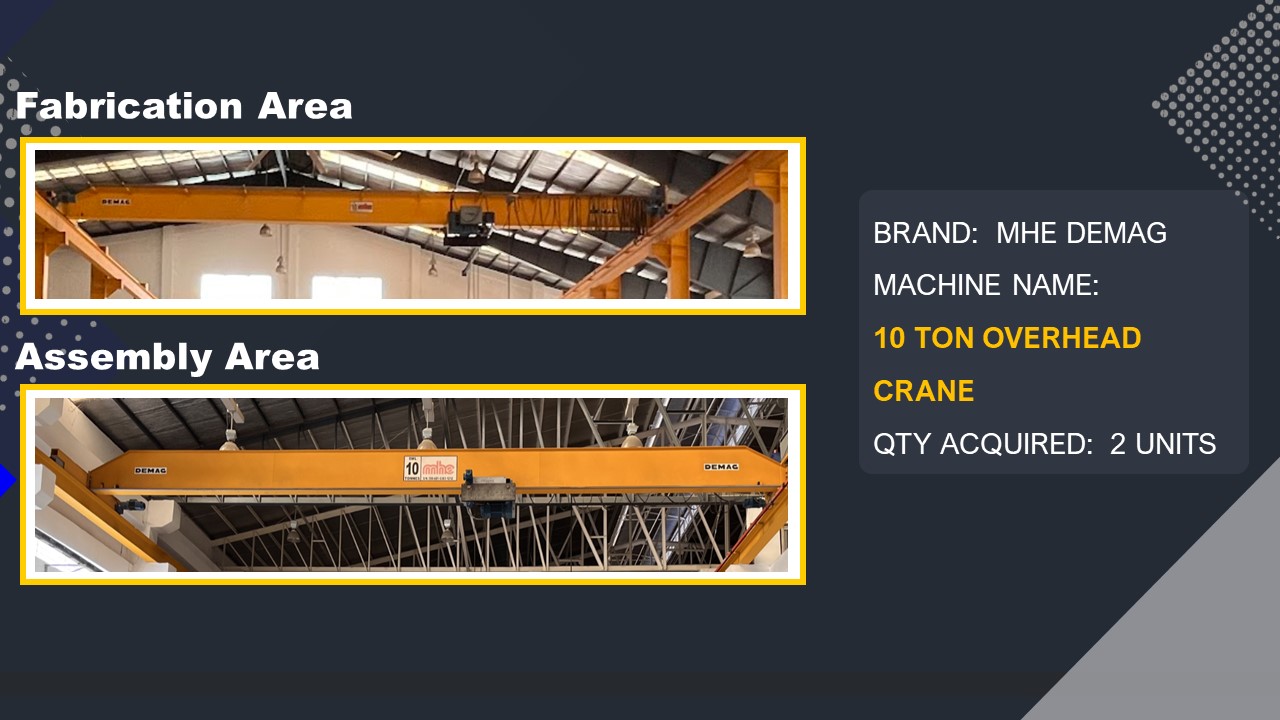 Fabrication Area
DEMAG
Assembly Area
DEMAG
10
mhe
DEMAG
BRAND: MHE DEMAG
MACHINE NAME:
10 TON OVERHEAD
CRANE
QTY ACQUIRED: 2 UNITS